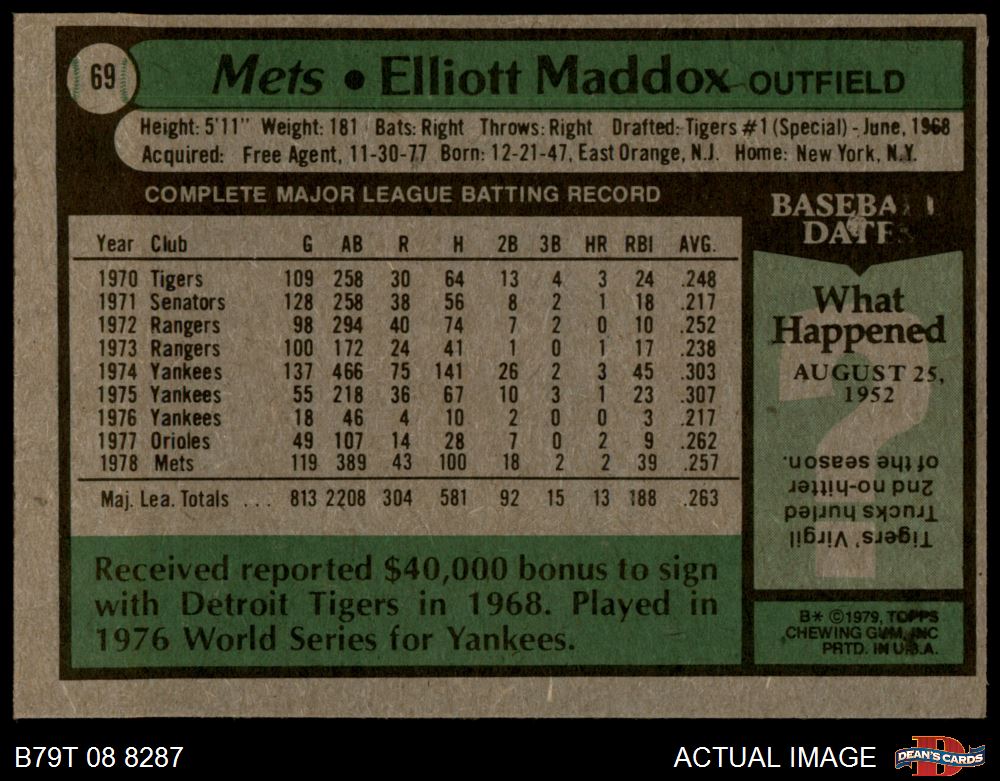 69
Mets • Elliott Maddox OUTFIELD
Height: 5'11" Weight: 181 Bats: Right Throws: Right Drafted: Tigers #1 (Special) - June, 1968
Acquired: Free Agent, 11-30-77 Born: 12-21-47, East Orange, N.J. Home: New York, N.Y.
COMPLETE MAJOR LEAGUE BATTING RECORD
Year Club G AB R H 2B 3B HR RBI AVG.
1970 Tigers 109 258 30 64 13 4 3 24 .248
1971 Senators 128 258 38 56 8 2 1 18 .217
1972 Rangers 98 294 40 74 7 2 0 10 .252
1973 Rangers 100 172 24 41 1 0 1 17 .238
1974 Yankees 137 466 75 141 26 2 3 45 .303
1975 Yankees 55 218 36 67 10 3 1 23 .307
1976 Yankees 18 46 4 10 2 0 0 3 .217
1977 Orioles 49 107 14 28 7 0 2 9 .262
1978 Mets 119 389 43 100 18 2 2 39 .257
Maj. Lea. Totals ... 813 2208 304 581 92 15 13 188 .263
Received reported $40,000 bonus to sign
with Detroit Tigers in 1968. Played in
1976 World Series for Yankees.
BASEBALL
DATES
What
Happened
AUGUST 25,
1952
Tigers' Virgil
Trucks hurled
2nd no-hitter
of the season.
B* ©1979, TOPPS
CHEWING GUM, INC
PRTD. IN U.S.A.
B79T 08 8287
ACTUAL IMAGE
DEAN'S CARDS